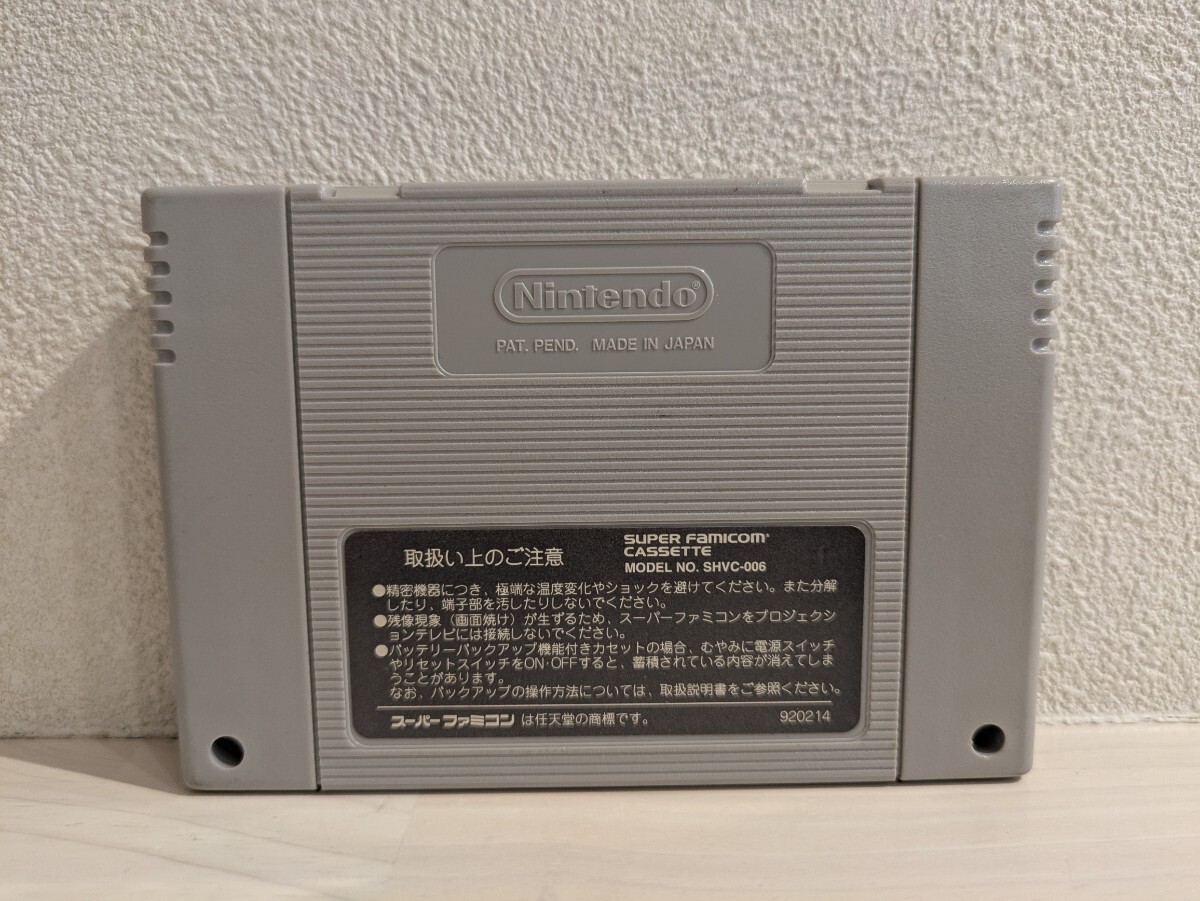 Nintendo®
PAT. PEND. MADE IN JAPAN
取扱い上のご注意
SUPER FAMICOM
CASSETTE
MODEL NO. SHVC-006
●精密機器につき、極端な温度変化やショックを避けてください。また分解
したり、端子部を汚したりしないでください。
●残像現象（画面焼け）が生ずるため、スーパーファミコンをプロジェクシ
ョンテレビには接続しないでください。
●バッテリーバックアップ機能付きカセットの場合、むやみに電源スイッチ
やリセットスイッチをON・OFFすると、蓄積されている内容が消えてしま
うことがあります。
なお、バックアップの操作方法については、取扱説明書をご参照ください。
スーパーファミコン は任天堂の商標です。 920214